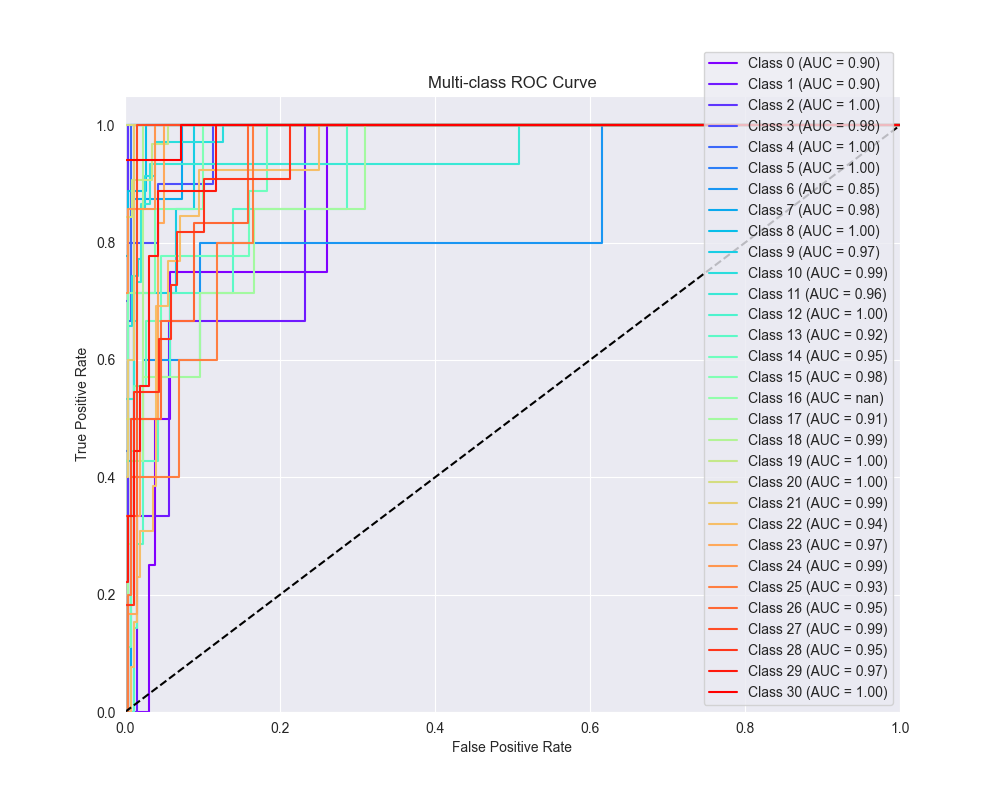 Multi-class ROC Curve
Class 0 (AUC = 0.90)
Class 1 (AUC = 0.90)
Class 2 (AUC = 1.00)
Class 3 (AUC = 0.98)
Class 4 (AUC = 1.00)
Class 5 (AUC = 1.00)
Class 6 (AUC = 0.85)
Class 7 (AUC = 0.98)
Class 8 (AUC = 1.00)
Class 9 (AUC = 0.97)
Class 10 (AUC = 0.99)
Class 11 (AUC = 0.96)
Class 12 (AUC = 1.00)
Class 13 (AUC = 0.92)
Class 14 (AUC = 0.95)
Class 15 (AUC = 0.98)
Class 16 (AUC = nan)
Class 17 (AUC = 0.91)
Class 18 (AUC = 0.99)
Class 19 (AUC = 1.00)
Class 20 (AUC = 1.00)
Class 21 (AUC = 0.99)
Class 22 (AUC = 0.94)
Class 23 (AUC = 0.97)
Class 24 (AUC = 0.99)
Class 25 (AUC = 0.93)
Class 26 (AUC = 0.95)
Class 27 (AUC = 0.99)
Class 28 (AUC = 0.95)
Class 29 (AUC = 0.97)
Class 30 (AUC = 1.00)
True Positive Rate
1.0
0.8
0.6
0.4
0.2
0.0
0.0 0.2 0.4 0.6 0.8 1.0
False Positive Rate